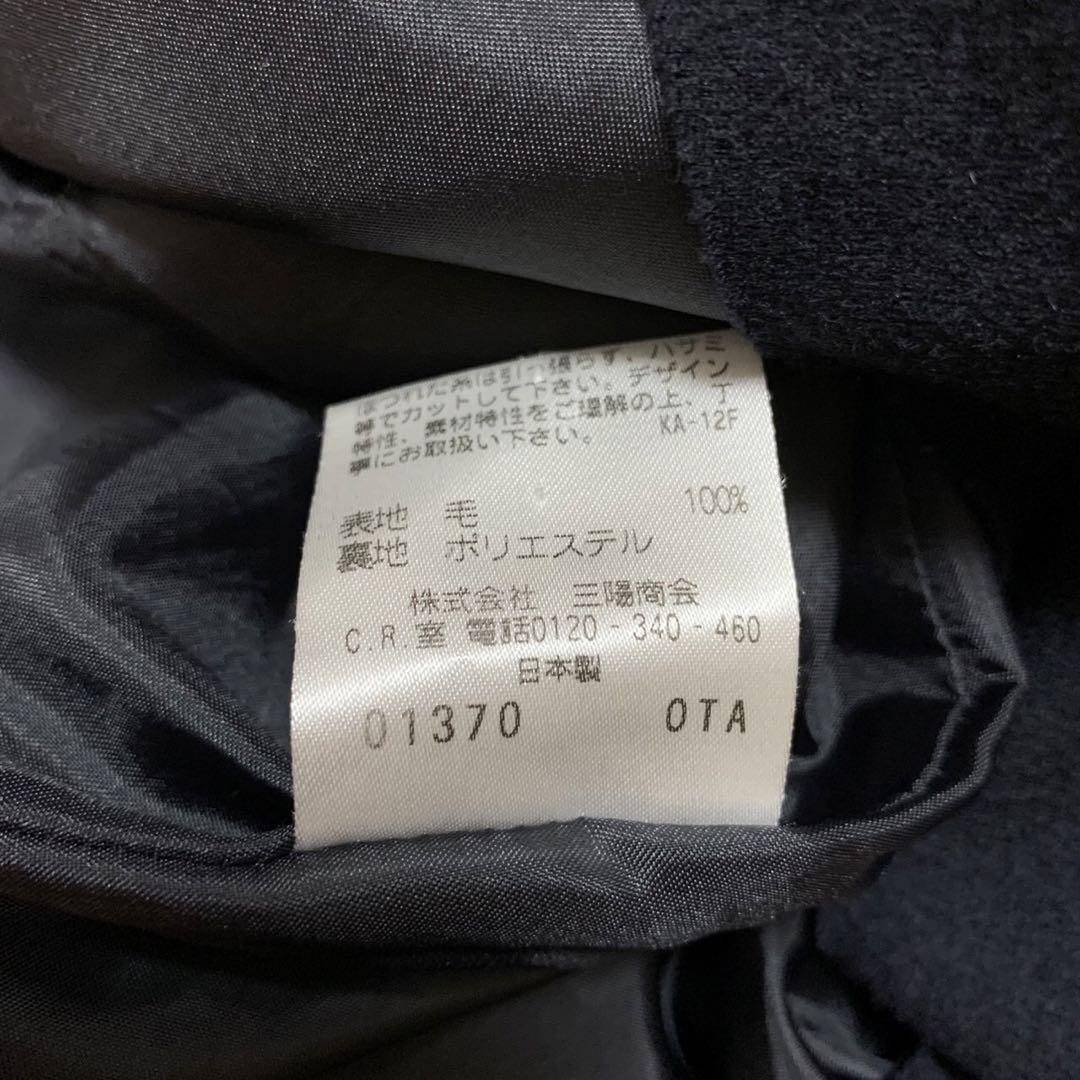 ほつれた糸は引っ張らず、ハサミ
等でカットして下さい。デザイン
特性、素材特性をご理解の上、丁
寧にお取扱い下さい。 KA-12F
表地 毛 100%
裏地 ポリエステル
株式会社 三陽商会
C.R.室 電話0120-340-460
日本製
01370 OTA